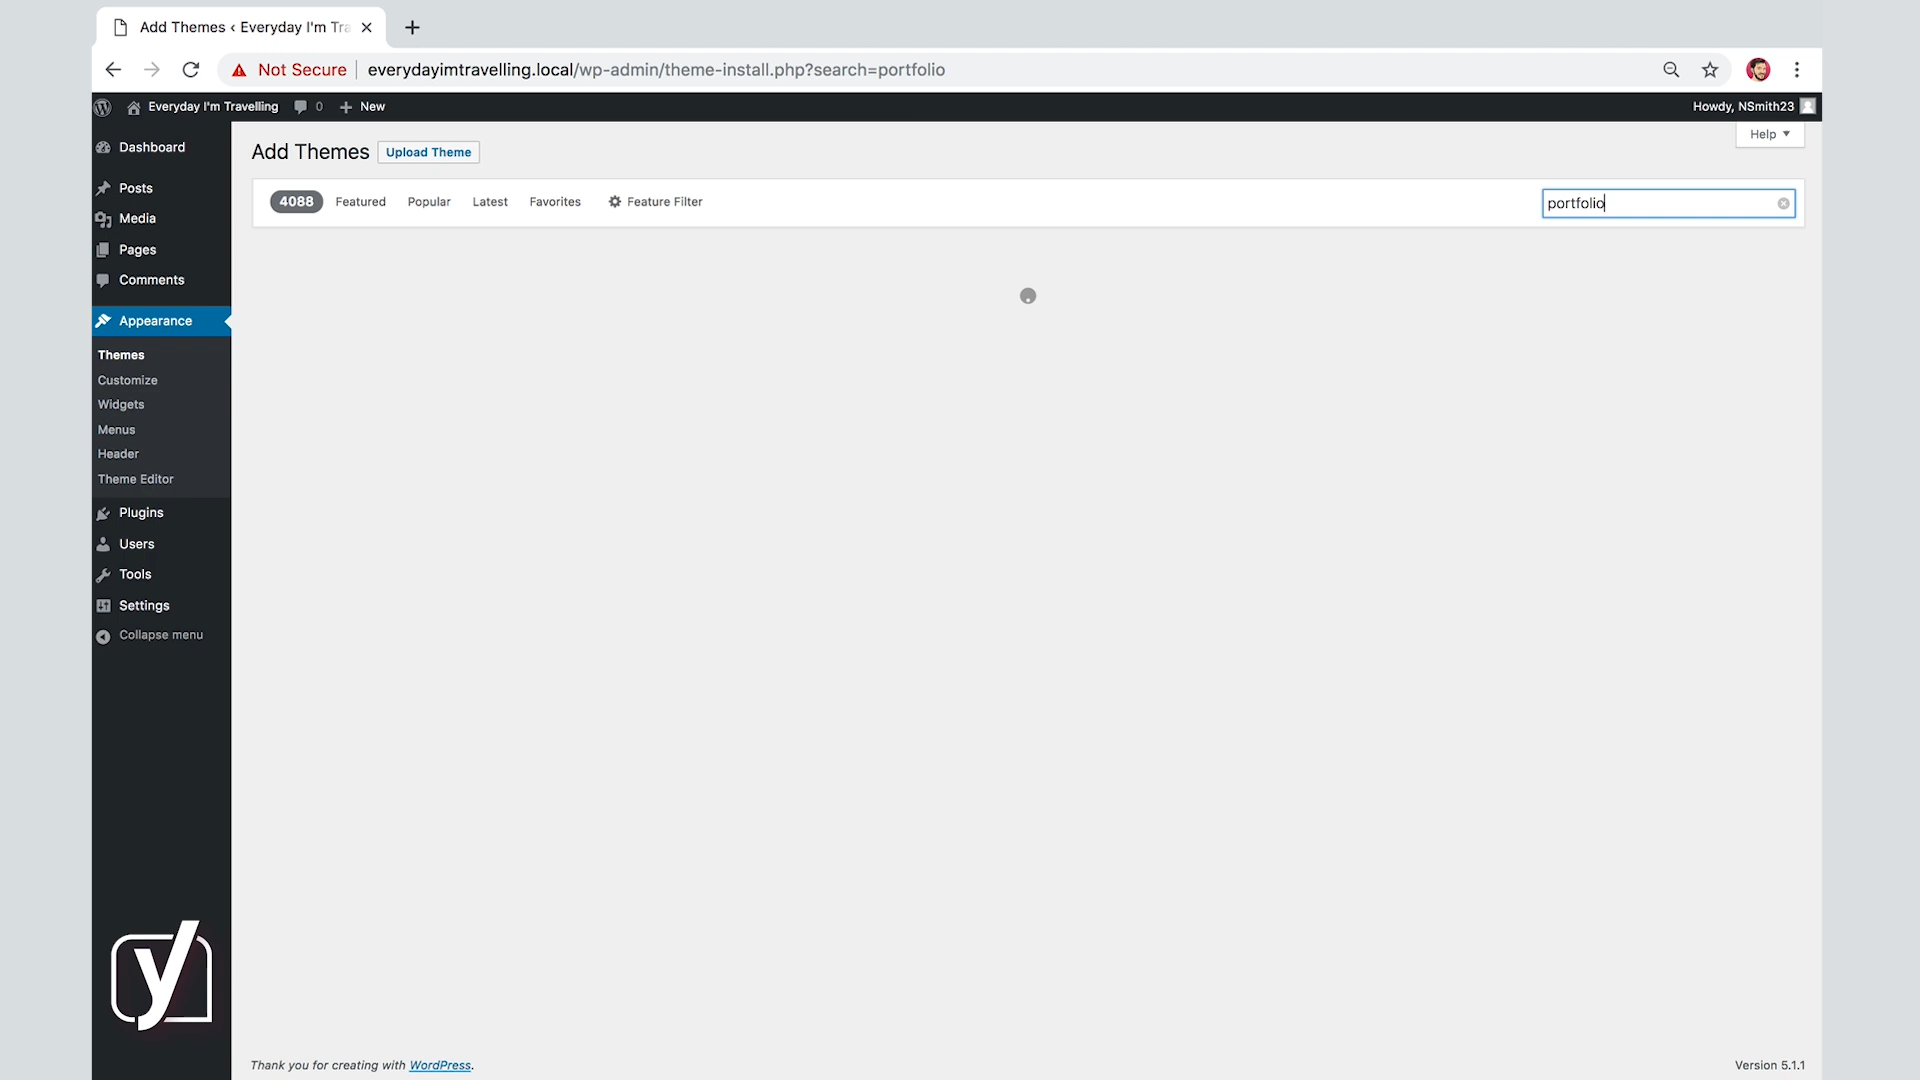 Add Themes ‹ Everyday I'm Tra
Not Secure everydayimtravelling.local/wp-admin/theme-install.php?search=portfolio
Everyday I'm Travelling 0 New Howdy, NSmith23
Dashboard
Posts
Media
Pages
Comments
Appearance
Themes
Customize
Widgets
Menus
Header
Theme Editor
Plugins
Users
Tools
Settings
Collapse menu
Help
Add Themes Upload Theme
4088 Featured Popular Latest Favorites Feature Filter portfolio
y
Thank you for creating with WordPress. Version 5.1.1